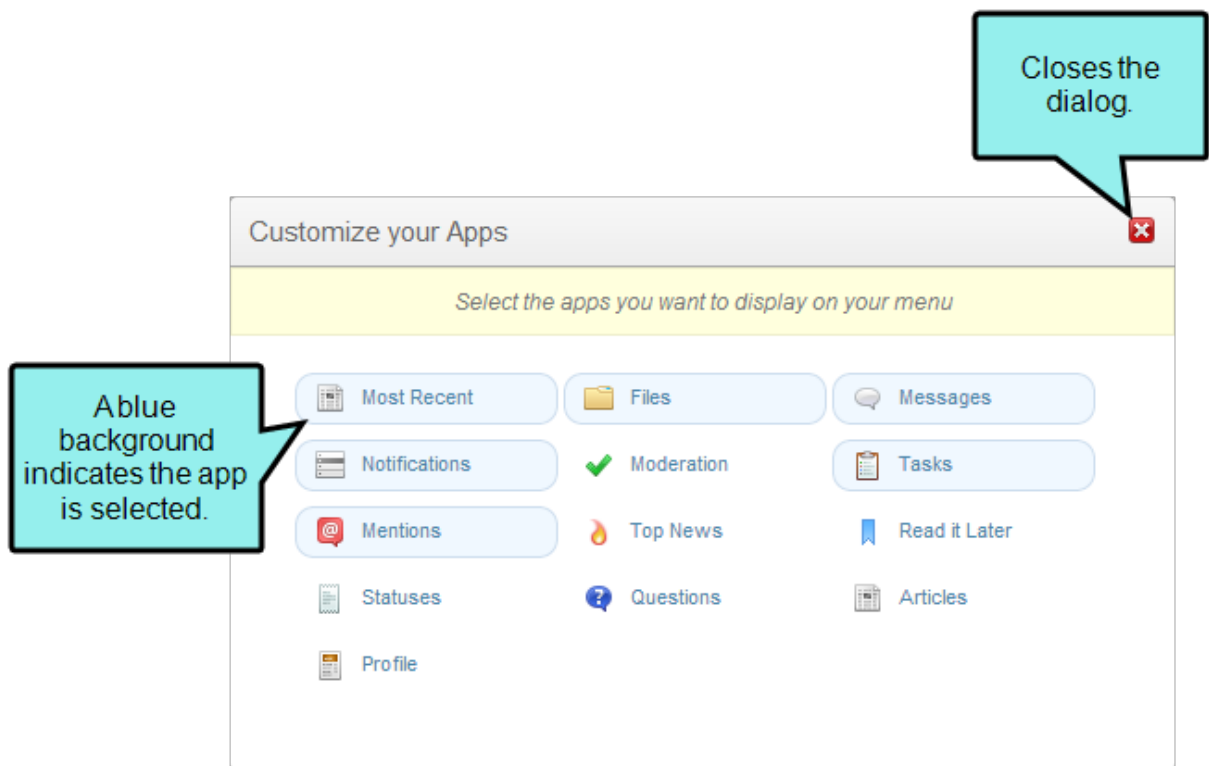 Closes the
dialog.
Customize your Apps
Select the apps you want to display on your menu
A blue
background
indicates the app
is selected.
Most Recent
Files
Messages
Notifications
Moderation
Tasks
Mentions
Top News
Read it Later
Statuses
Questions
Articles
Profile